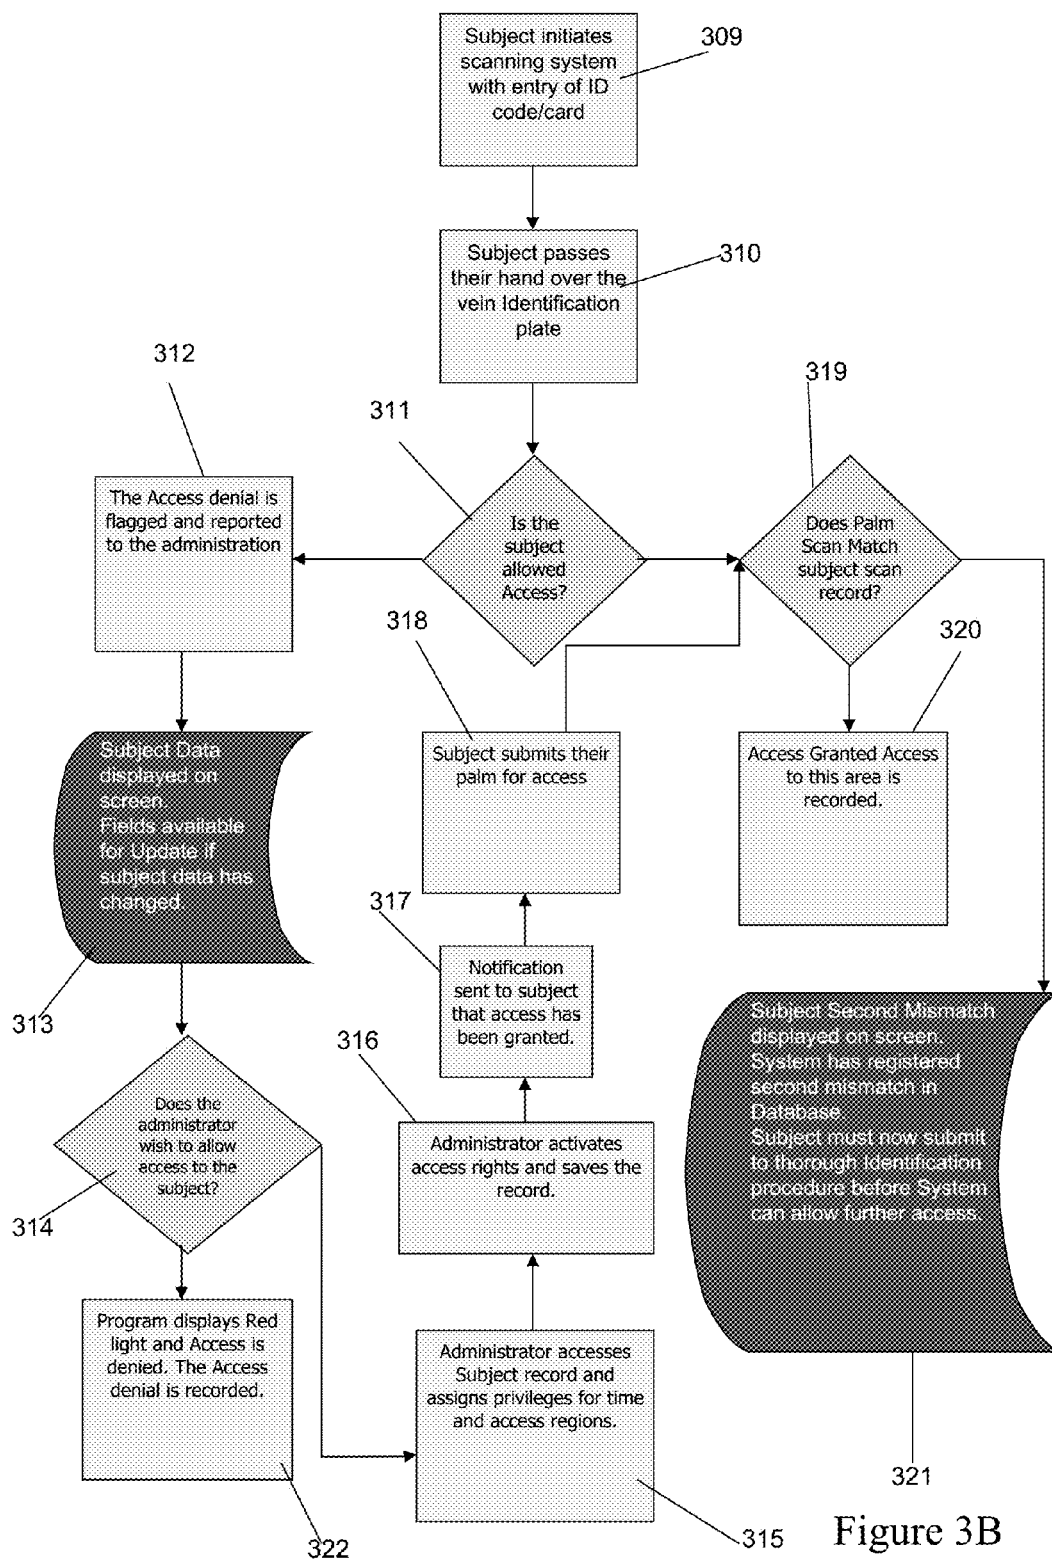 Subject initiates
scanning system
with entry of ID
code/card
309
Subject passes
their hand over the
vein Identification
plate
310
312
319
311
The Access denial is
flagged and reported
to the administration
Is the
subject
allowed
Access?
Does Palm
Scan Match
subject scan
record?
318
320
Subject Data
displayed on
screen.
Fields available
for Update if
subject data has
changed.
Subject submits their
palm for access
Access Granted Access
to this area is
recorded.
317
313
Notification
sent to subject
that access has
been granted.
316
Subject Second Mismatch
displayed on screen.
System has registered
second mismatch in
Database
Subject must now submit
to thorough Identification
procedure before System
can allow further access.
Does the
administrator
wish to allow
access to the
subject?
314
Administrator activates
access rights and saves the
record.
Program displays Red
light and Access is
denied. The Access
denial is recorded.
Administrator accesses
Subject record and
assigns privileges for time
and access regions.
321
322
315
Figure 3B